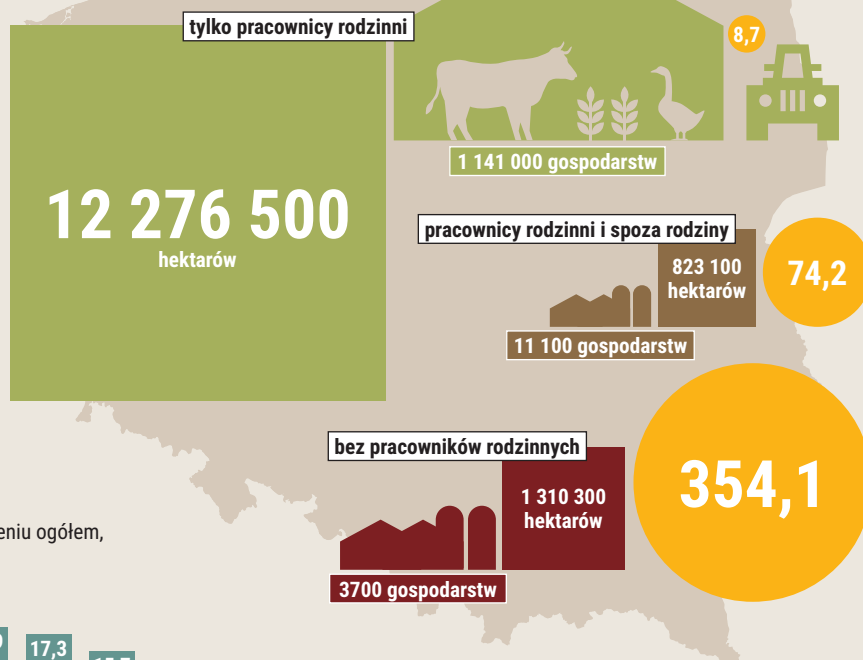 tylko pracownicy rodzinni
8,7
12 276 500
hektarów
1 141 000 gospodarstw
pracownicy rodzinni i spoza rodziny
823 100
hektarów
74,2
11 100 gospodarstw
bez pracowników rodzinnych
1 310 300
hektarów
354,1
3700 gospodarstw
ogółem,
17,3